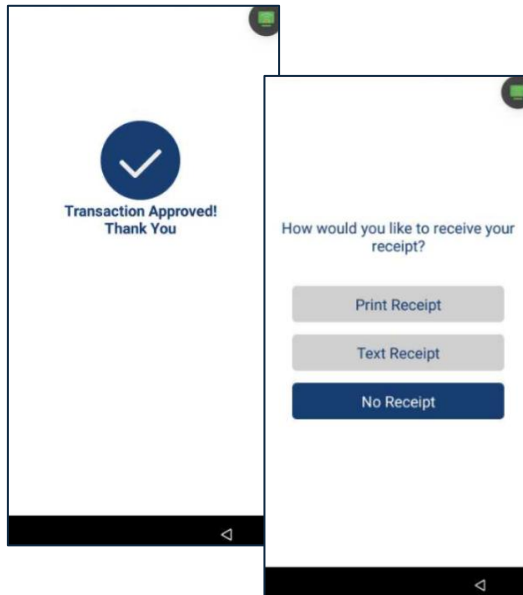 Transaction Approved!
Thank You
How would you like to receive your
receipt?
Print Receipt
Text Receipt
No Receipt